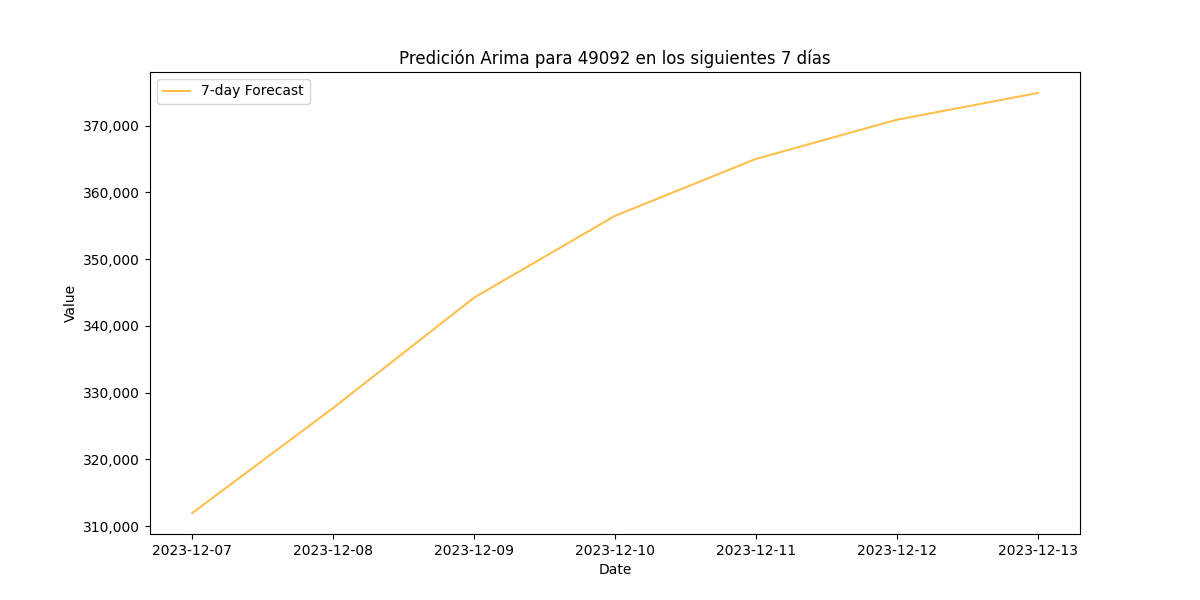 Predición Arima para 49092 en los siguientes 7 días
7-day Forecast
Value
370,000
360,000
350,000
340,000
330,000
320,000
310,000
2023-12-07 2023-12-08 2023-12-09 2023-12-10 2023-12-11 2023-12-12 2023-12-13
Date